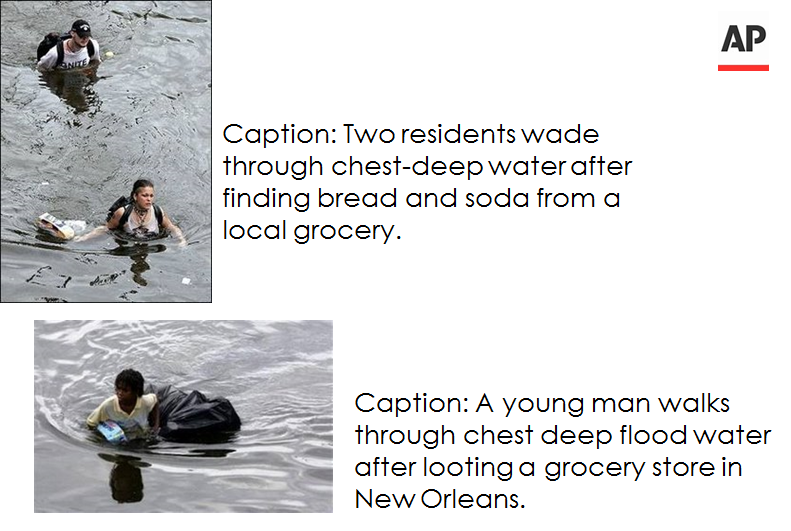 AP
Caption: Two residents wade
through chest-deep water after
finding bread and soda from a
local grocery.
Caption: A young man walks
through chest deep flood water
after looting a grocery store in
New Orleans.